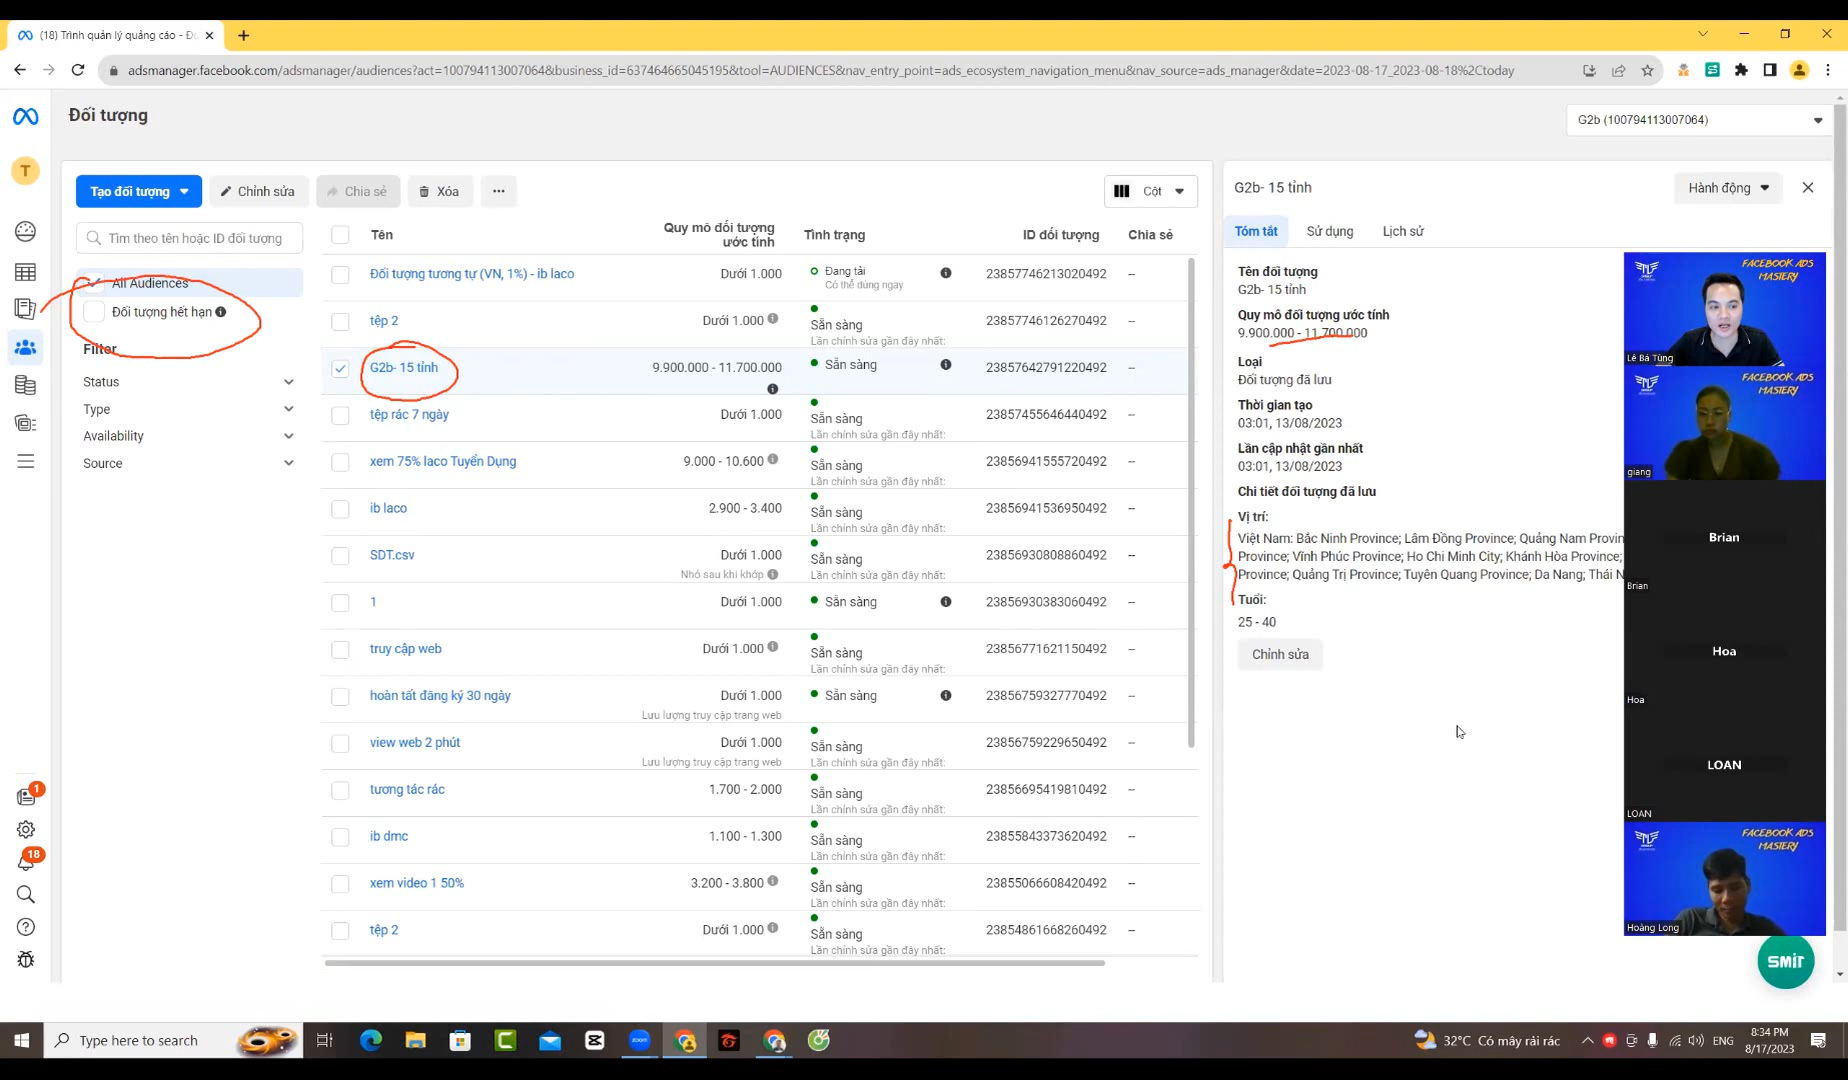 (18) Trình quản lý quảng cáo - Đố
adsmanager.facebook.com/adsmanager/audiences?act=100794113007064&business_id=637464665045195&tool=AUDIENCES&nav_entry_point=ads_ecosystem_navigation_menu&nav_source=ads_manager&date=2023-08-17_2023-08-18%2Ctoday
Đối tượng
G2b (100794113007064)
T
Tạo đối tượng
Chỉnh sửa
Chia sẻ
Xóa
Cột
Tìm theo tên hoặc ID đối tượng
All Audiences
Đối tượng hết hạn
Filter
Status
Type
Availability
Source
1
18
Tên Quy mô đối tượng ước tính Tình trạng ID đối tượng Chia sẻ
Đối tượng tương tự (VN, 1%) - ib laco Dưới 1.000 Đang tải 23857746213020492 --
Có thể dùng ngay
tệp 2 Dưới 1.000 Sẵn sàng 23857746126270492 --
Lần chỉnh sửa gần đây nhất:
G2b- 15 tỉnh 9.900.000 - 11.700.000 Sẵn sàng 23857642791220492 --
tệp rác 7 ngày Dưới 1.000 Sẵn sàng 23857455646440492 --
Lần chỉnh sửa gần đây nhất:
xem 75% laco Tuyển Dụng 9.000 - 10.600 Sẵn sàng 23856941555720492 --
Lần chỉnh sửa gần đây nhất:
ib laco 2.900 - 3.400 Sẵn sàng 23856941536950492 --
Lần chỉnh sửa gần đây nhất:
SDT.csv Dưới 1.000 Sẵn sàng 23856930808860492 --
Nhỏ sau khi khớp Lần chỉnh sửa gần đây nhất:
1 Dưới 1.000 Sẵn sàng 23856930383060492 --
truy cập web Dưới 1.000 Sẵn sàng 23856771621150492 --
Lần chỉnh sửa gần đây nhất:
hoàn tất đăng ký 30 ngày Dưới 1.000 Sẵn sàng 23856759327770492 --
Lưu lượng truy cập trang web
view web 2 phút Dưới 1.000 Sẵn sàng 23856759229650492 --
Lưu lượng truy cập trang web Lần chỉnh sửa gần đây nhất:
tương tác rác 1.700 - 2.000 Sẵn sàng 23856695419810492 --
Lần chỉnh sửa gần đây nhất:
ib dmc 1.100 - 1.300 Sẵn sàng 23855843373620492 --
Lần chỉnh sửa gần đây nhất:
xem video 1 50% 3.200 - 3.800 Sẵn sàng 23855066608420492 --
Lần chỉnh sửa gần đây nhất:
tệp 2 Dưới 1.000 Sẵn sàng 23854861668260492 --
Lần chỉnh sửa gần đây nhất:
G2b- 15 tỉnh
Hành động
Tóm tắt Sử dụng Lịch sử
Tên đối tượng
G2b- 15 tỉnh
Quy mô đối tượng ước tính
9.900.000 - 11.700.000
Loại
Đối tượng đã lưu
Thời gian tạo
03:01, 13/08/2023
Lần cập nhật gần nhất
03:01, 13/08/2023
Chi tiết đối tượng đã lưu
Vị trí:
Việt Nam: Bắc Ninh Province; Lâm Đồng Province; Quảng Nam Provin
Province; Vĩnh Phúc Province; Ho Chi Minh City; Khánh Hòa Province;
Province; Quảng Trị Province; Tuyên Quang Province; Da Nang; Thái N
Tuổi:
25 - 40
Chỉnh sửa
FACEBOOK ADS
MASTERY
Lê Bá Tùng
FACEBOOK ADS
MASTERY
giang
Brian
Brian
Hoa
Hoa
LOAN
LOAN
FACEBOOK ADS
MASTERY
Hoàng Long
smit
Type here to search
zoom
32°C Có mây rải rác
ENG
8:34 PM
8/17/2023